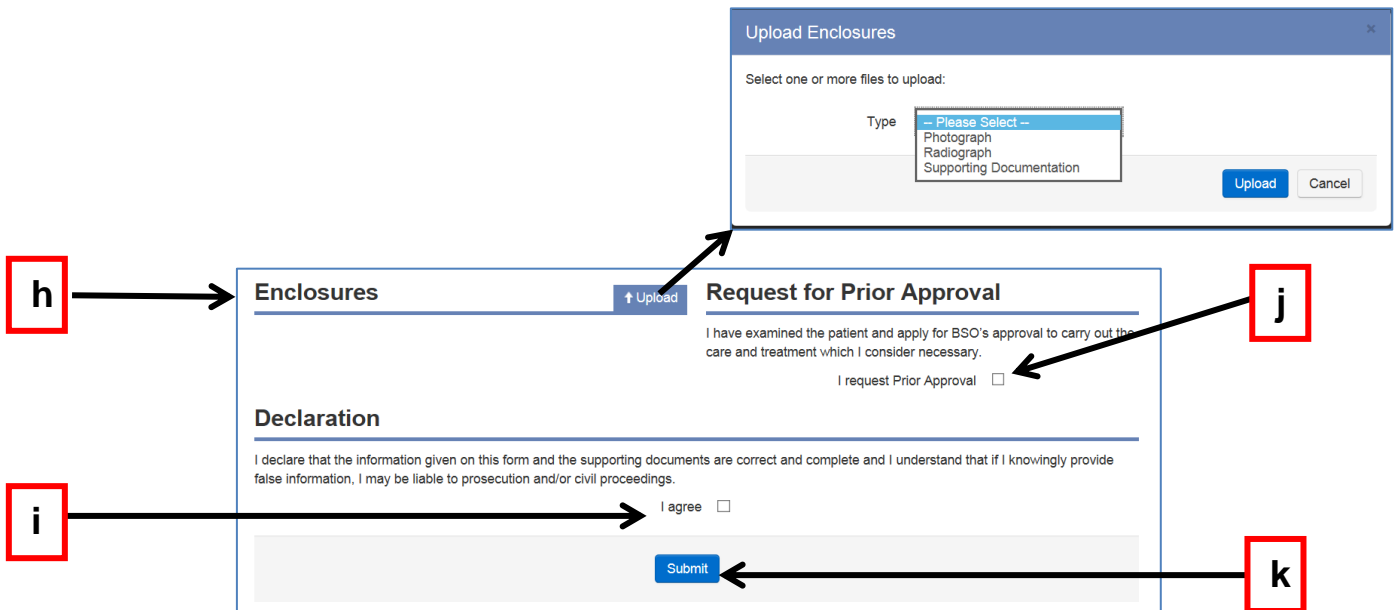 Upload Enclosures ×
Select one or more files to upload:
Type
-- Please Select --
Photograph
Radiograph
Supporting Documentation
Upload Cancel
h
Enclosures
Upload
Request for Prior Approval
I have examined the patient and apply for BSO's approval to carry out the
care and treatment which I consider necessary.
I request Prior Approval
j
Declaration
I declare that the information given on this form and the supporting documents are correct and complete and I understand that if I knowingly provide
false information, I may be liable to prosecution and/or civil proceedings.
I agree
i
Submit
k